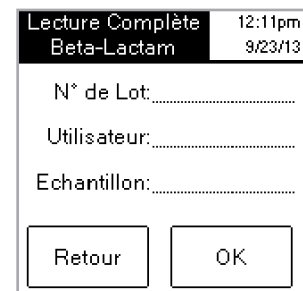 Lecture Complète 12:11pm
Beta-Lactam 9/23/13
N° de Lot:
Utilisateur:
Echantillon:
Retour OK